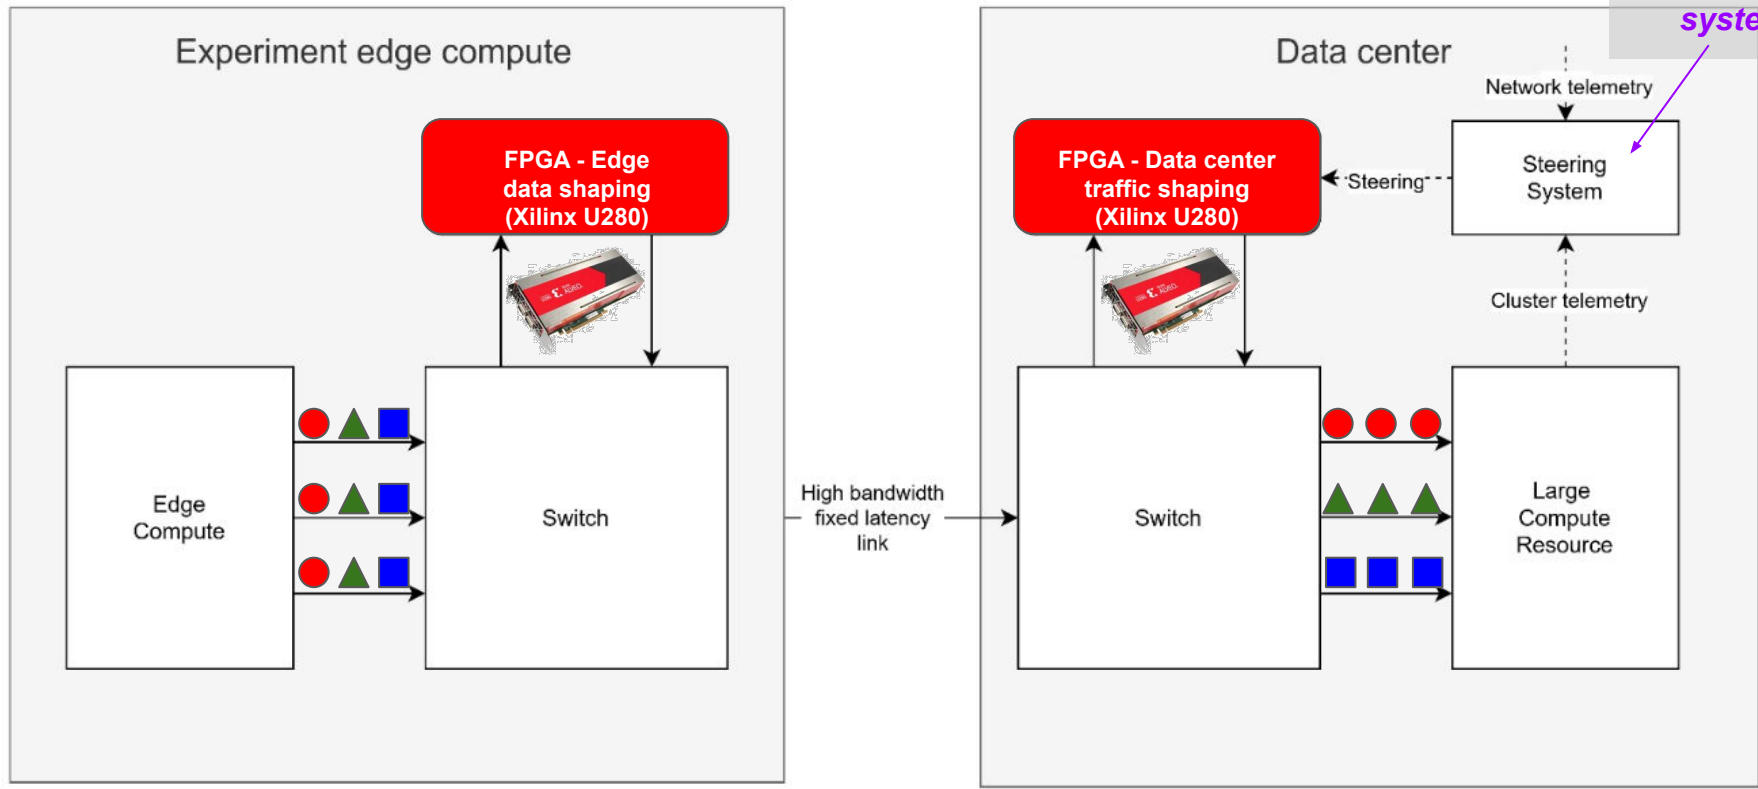 Experiment edge compute
FPGA - Edge
data shaping
(Xilinx U280)
Edge
Compute
Switch
High bandwidth
fixed latency
link
Data center
FPGA - Data center
traffic shaping
(Xilinx U280)
Steering
Network telemetry
Steering
System
Cluster telemetry
Switch
Large
Compute
Resource